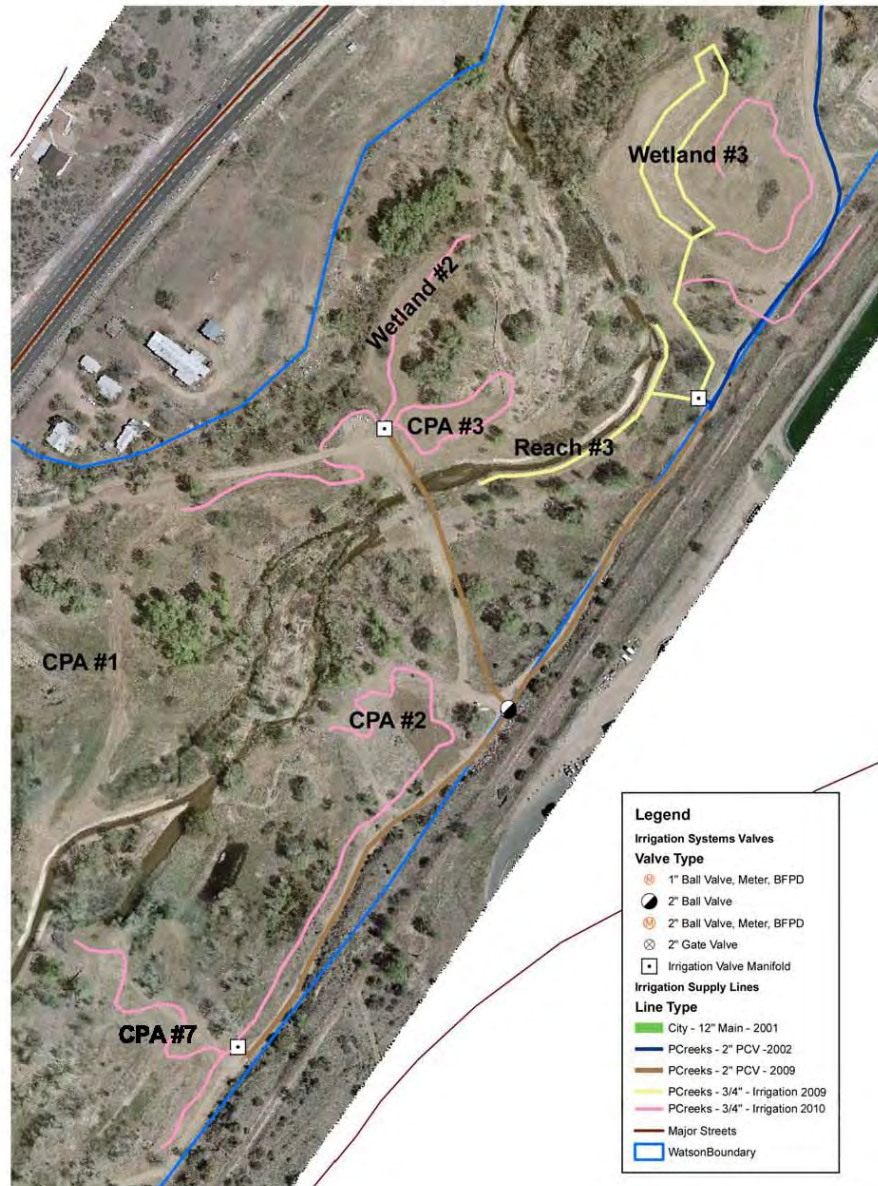 Wetland #3
Wetland #2
CPA #3
Reach #3
CPA #1
CPA #2
CPA #7
Legend
Irrigation Systems Valves
Valve Type
M 1" Ball Valve, Meter, BFPD
2" Ball Valve
M 2" Ball Valve, Meter, BFPD
2" Gate Valve
Irrigation Valve Manifold
Irrigation Supply Lines
Line Type
City - 12" Main - 2001
PCreeks - 2" PCV -2002
PCreeks - 2" PCV - 2009
PCreeks - 3/4" - Irrigation 2009
PCreeks - 3/4" - Irrigation 2010
Major Streets
WatsonBoundary